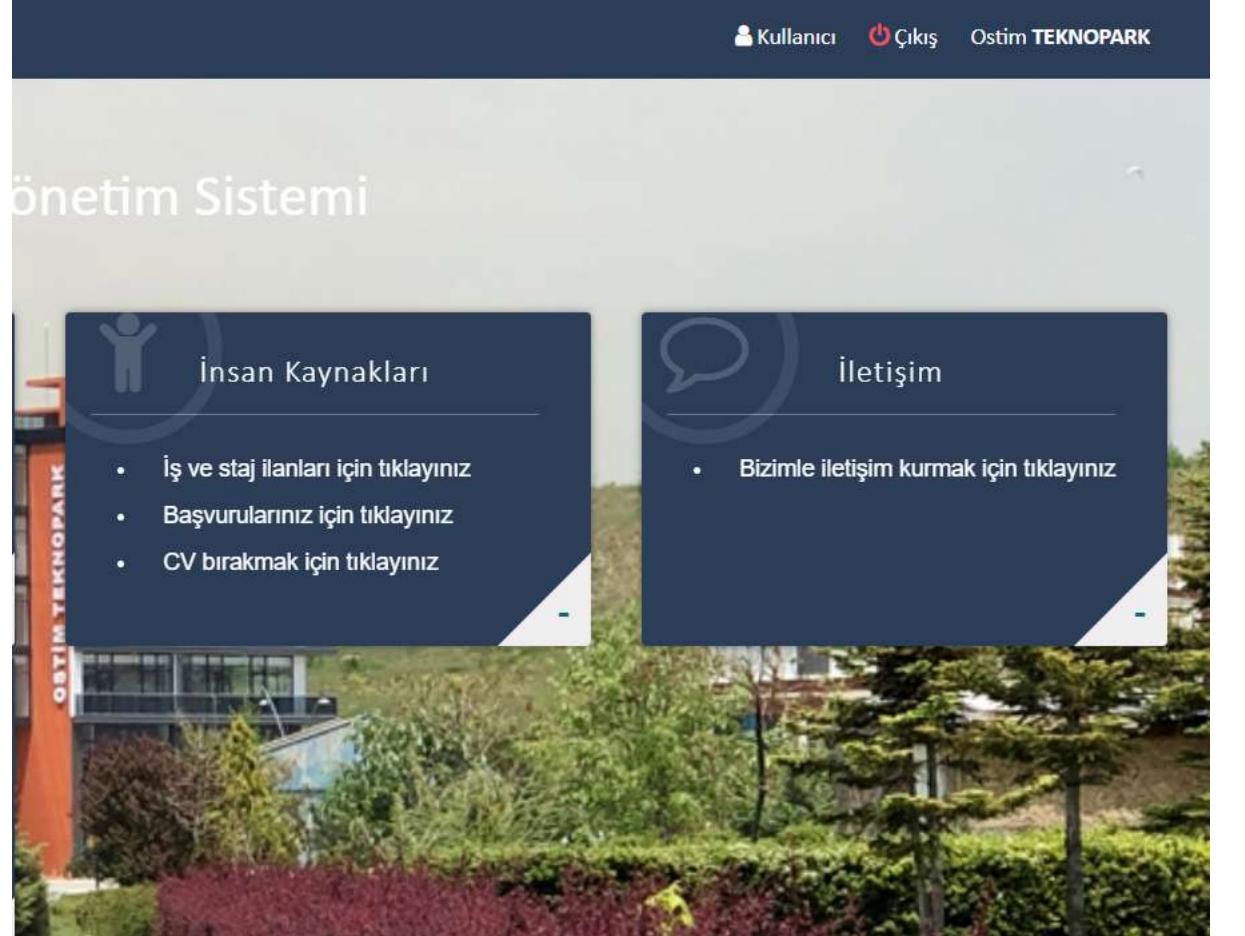 Kullanıcı Çıkış Ostim TEKNOPARK
önetim Sistemi
İnsan Kaynakları
İş ve staj ilanları için tıklayınız
Başvurularınız için tıklayınız
CV bırakmak için tıklayınız
-
İletişim
Bizimle iletişim kurmak için tıklayınız
-
OSTİM TEKNOPARK